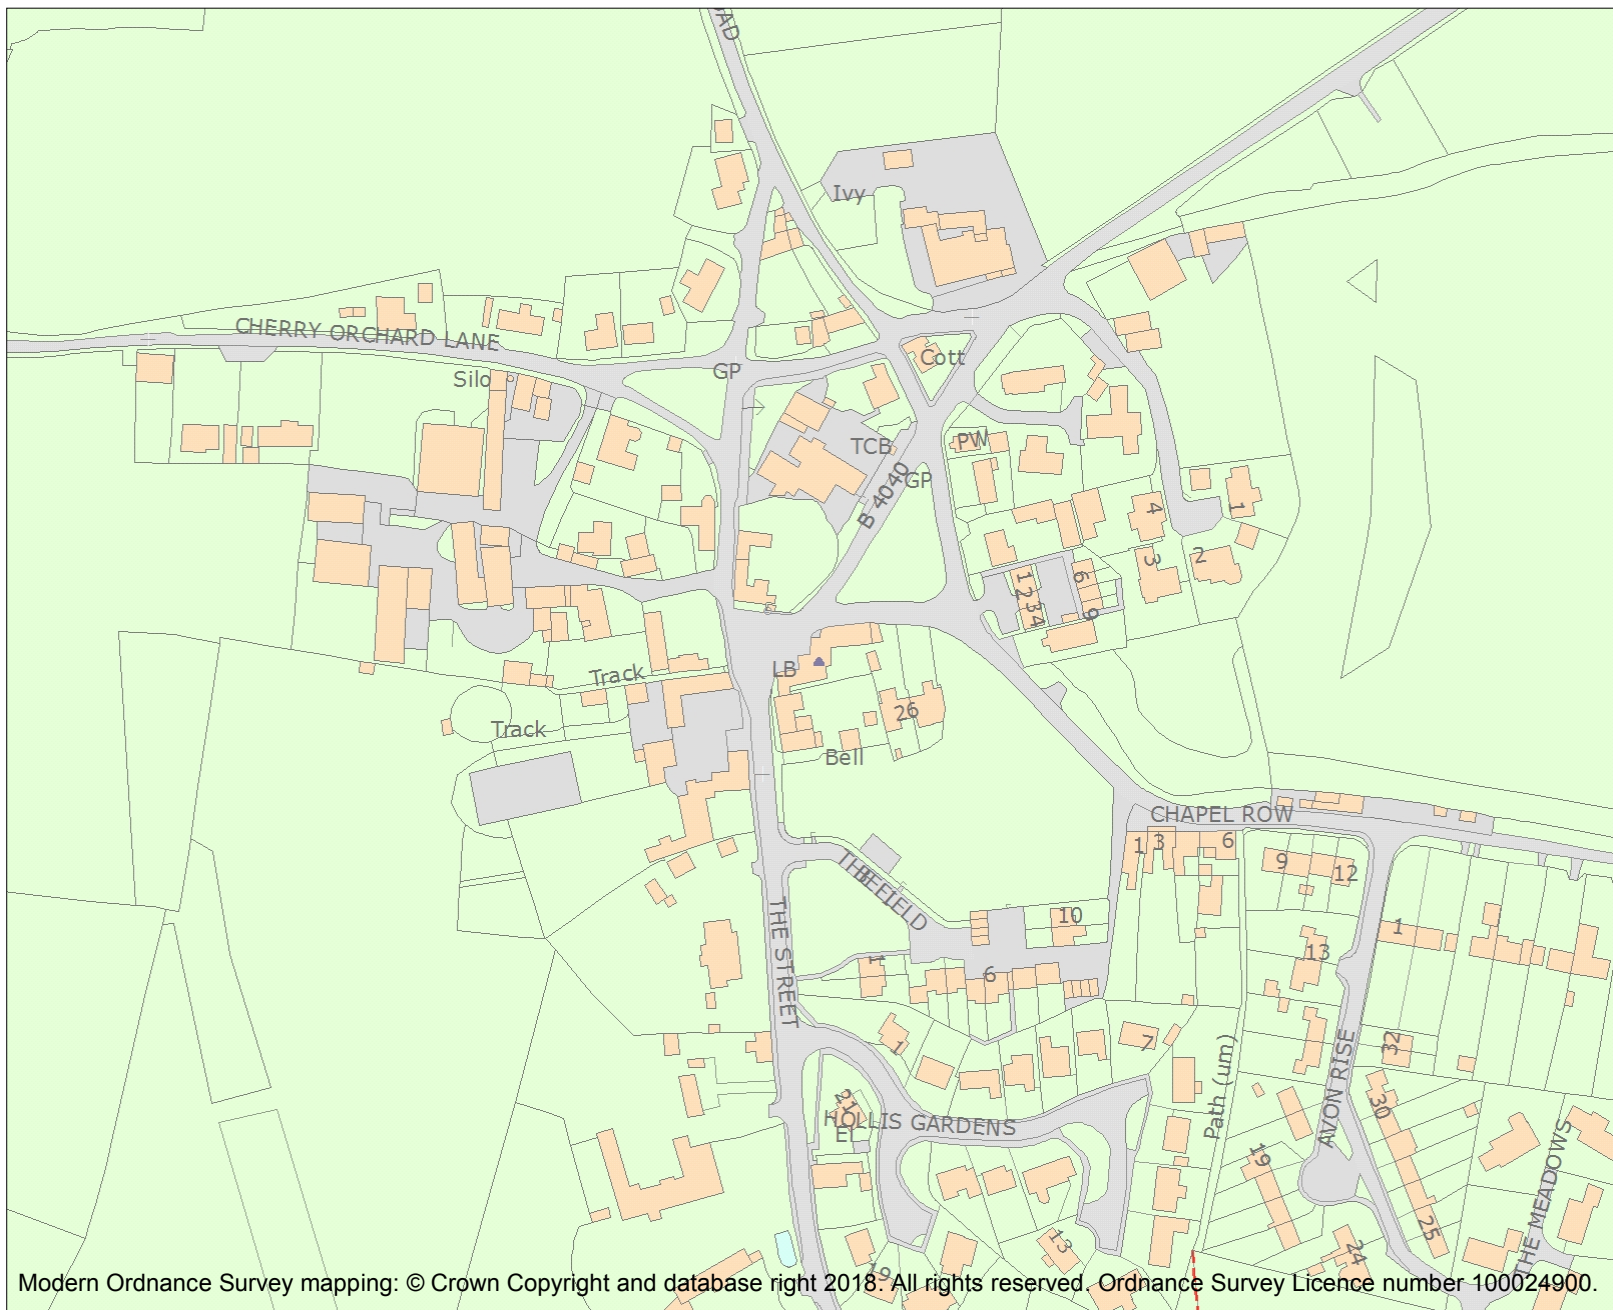 Ivy
CHERRY ORCHARD LANE
Cott
GP
Silo
TCB
PW
GP
B 4040
4
1
3
2
1
2
3
4
6
9
LB
Track
26
Track
Bell
CHAPEL ROW
1
3
6
9
12
10
1
13
THE STREET
1
6
1
7
32
Path (um)
AVON RISE
30
21
HOLLIS GARDENS
El
19
THE MEADOWS
25
24
13
19
Modern Ordnance Survey mapping: © Crown Copyright and database right 2018. All rights reserved. Ordnance Survey Licence number 100024900.